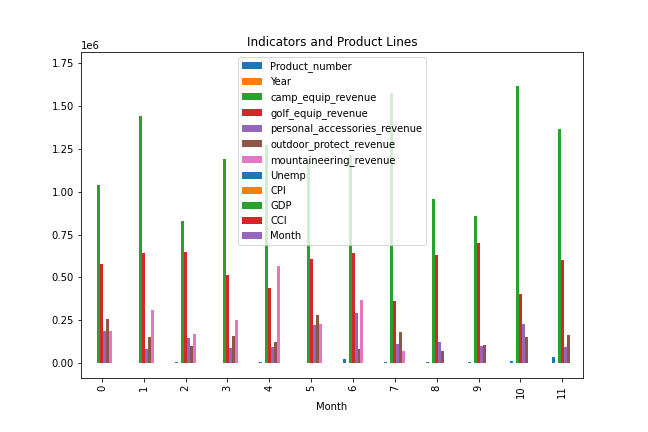 Indicators and Product Lines
1e6
1.75
1.50
1.25
1.00
0.75
0.50
0.25
0.00
Product_number
Year
camp_equip_revenue
golf_equip_revenue
personal_accessories_revenue
outdoor_protect_revenue
mountaineering_revenue
Unemp
CPI
GDP
CCI
Month
0 1 2 3 4 5 6 7 8 9 10 11
Month